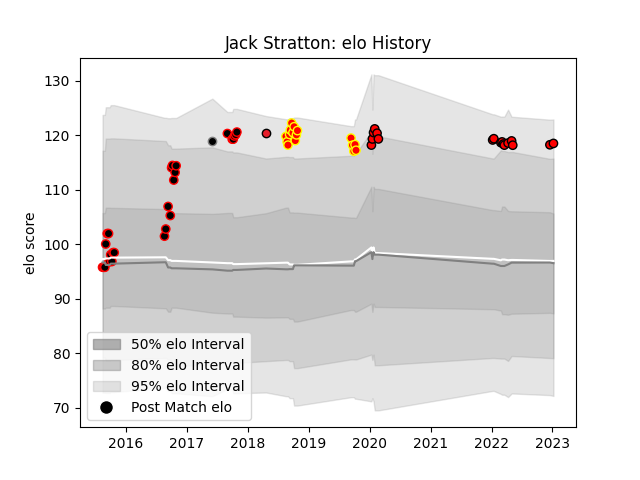 Jack Stratton: elo History
130
120
110
100
90
80
70
elo score
50% elo Interval
80% elo Interval
95% elo Interval
Post Match elo
2016 2017 2018 2019 2020 2021 2022 2023